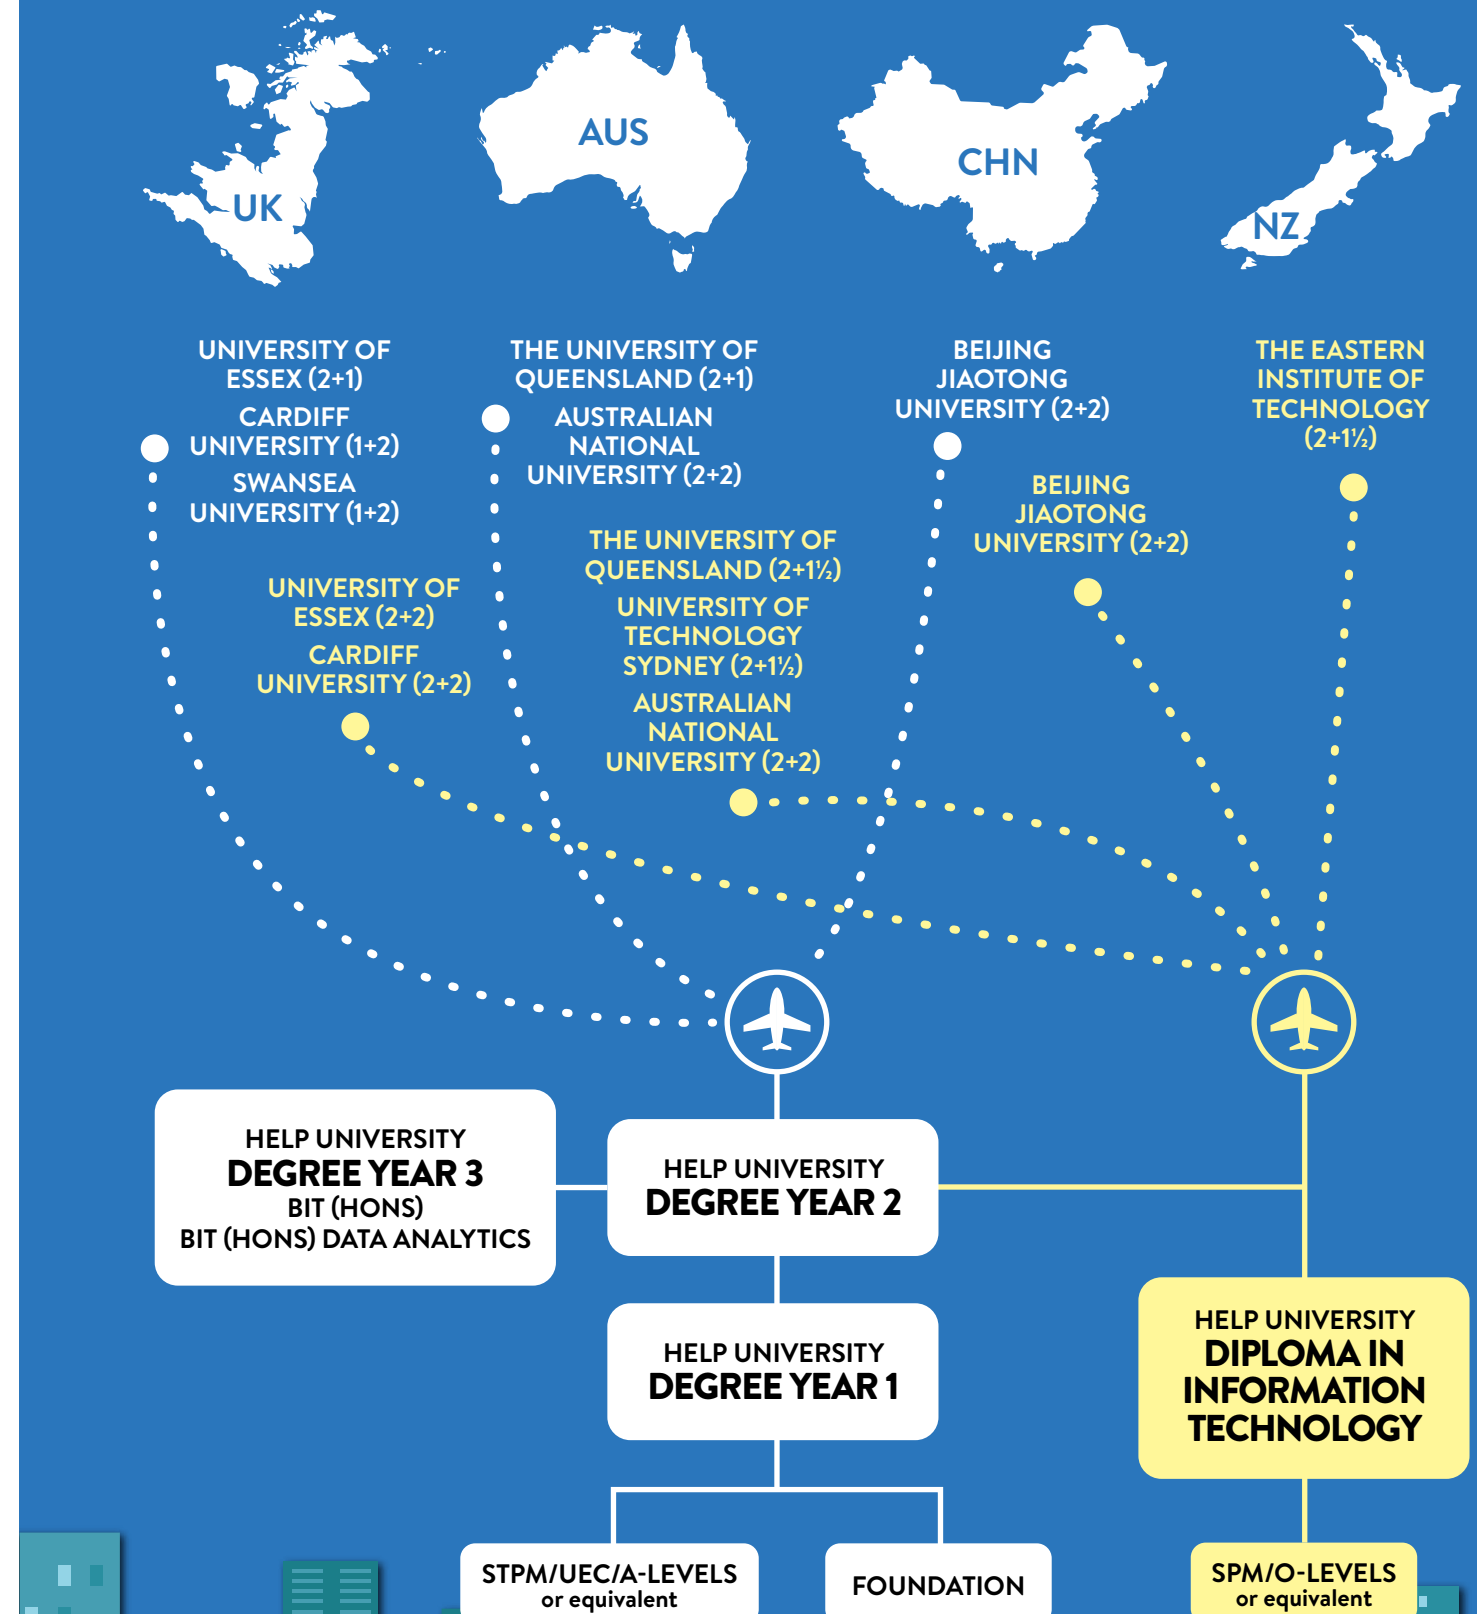 UK
AUS
CHN
NZ
UNIVERSITY OF
ESSEX (2+1)
CARDIFF
UNIVERSITY (1+2)
SWANSEA
UNIVERSITY (1+2)
THE UNIVERSITY OF
QUEENSLAND (2+1)
AUSTRALIAN
NATIONAL
UNIVERSITY (2+2)
BEIJING
JIAOTONG
UNIVERSITY (2+2)
THE EASTERN
INSTITUTE OF
TECHNOLOGY
(2+1½)
UNIVERSITY OF
ESSEX (2+2)
CARDIFF
UNIVERSITY (2+2)
THE UNIVERSITY OF
QUEENSLAND (2+1½)
UNIVERSITY OF
TECHNOLOGY
SYDNEY (2+1½)
AUSTRALIAN
NATIONAL
UNIVERSITY (2+2)
BEIJING
JIAOTONG
UNIVERSITY (2+2)
HELP UNIVERSITY
DEGREE YEAR 3
BIT (HONS)
BIT (HONS) DATA ANALYTICS
HELP UNIVERSITY
DEGREE YEAR 2
HELP UNIVERSITY
DEGREE YEAR 1
HELP UNIVERSITY
DIPLOMA IN
INFORMATION
TECHNOLOGY
STPM/UEC/A-LEVELS
or equivalent
FOUNDATION
SPM/O-LEVELS
or equivalent